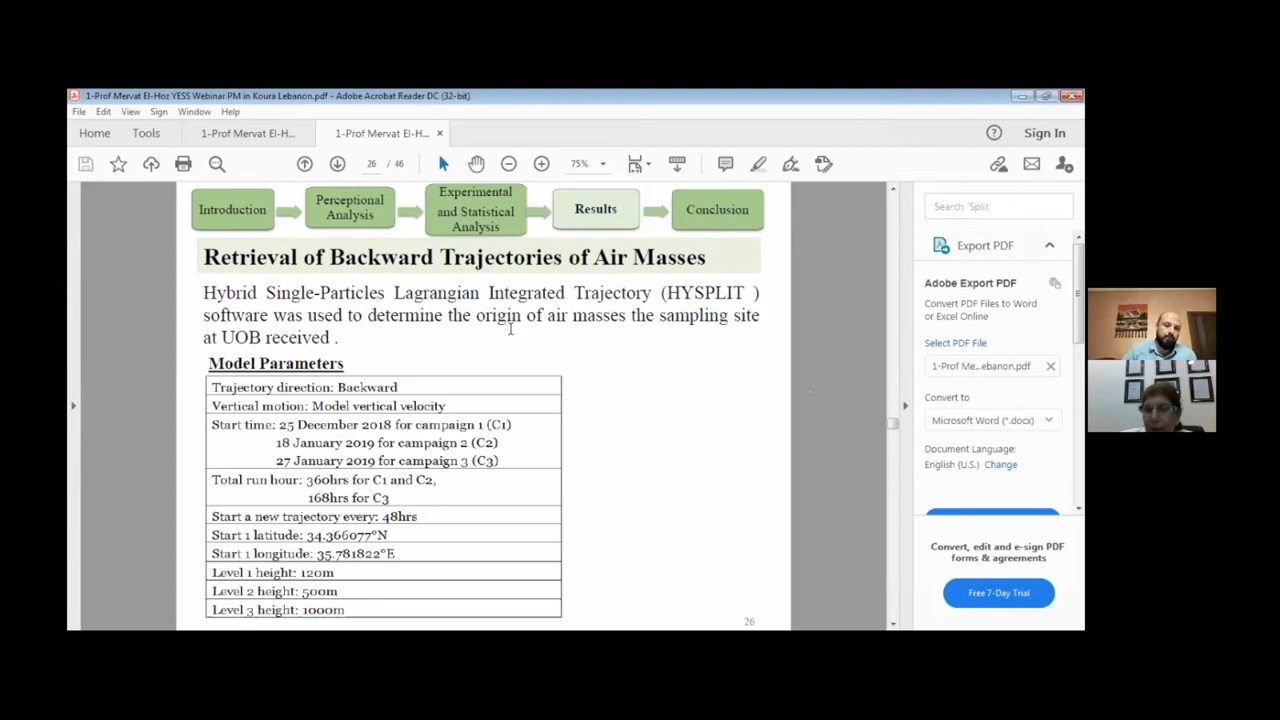 1-Prof Mervat El-Hoz YESS Webinar PM in Koura Lebanon.pdf - Adobe Acrobat Reader DC (32-bit)
File Edit View Sign Window Help
Home Tools 1-Prof Mervat El-H... 1-Prof Mervat El-H... × Sign In
26 / 46 75%
Introduction
Perceptional
Analysis
Experimental
and Statistical
Analysis
Results
Conclusion
Retrieval of Backward Trajectories of Air Masses
Hybrid Single-Particles Lagrangian Integrated Trajectory (HYSPLIT )
software was used to determine the origin of air masses the sampling site
at UOB received .
Model Parameters
Trajectory direction: Backward
Vertical motion: Model vertical velocity
Start time: 25 December 2018 for campaign 1 (C1)
18 January 2019 for campaign 2 (C2)
27 January 2019 for campaign 3 (C3)
Total run hour: 360hrs for C1 and C2,
168hrs for C3
Start a new trajectory every: 48hrs
Start 1 latitude: 34.366077°N
Start 1 longitude: 35.781822°E
Level 1 height: 120m
Level 2 height: 500m
Level 3 height: 1000m
26
Search 'Split'
Export PDF
Adobe Export PDF
Convert PDF Files to Word
or Excel Online
Select PDF File
1-Prof Me...ebanon.pdf ×
Convert to
Microsoft Word (*.docx)
Document Language:
English (U.S.) Change
Convert, edit and e-sign PDF
forms & agreements
Free 7-Day Trial